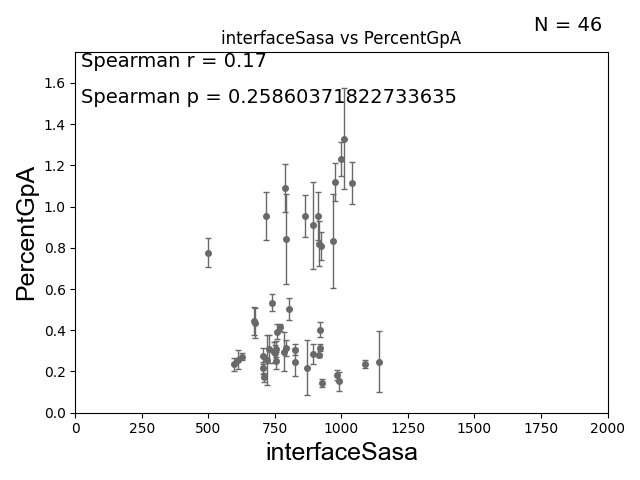 N = 46
interfaceSasa vs PercentGpA
Spearman r = 0.17
Spearman p = 0.25860371822733635
PercentGpA
1.6
1.4
1.2
1.0
0.8
0.6
0.4
0.2
0.0
0 250 500 750 1000 1250 1500 1750 2000
interfaceSasa